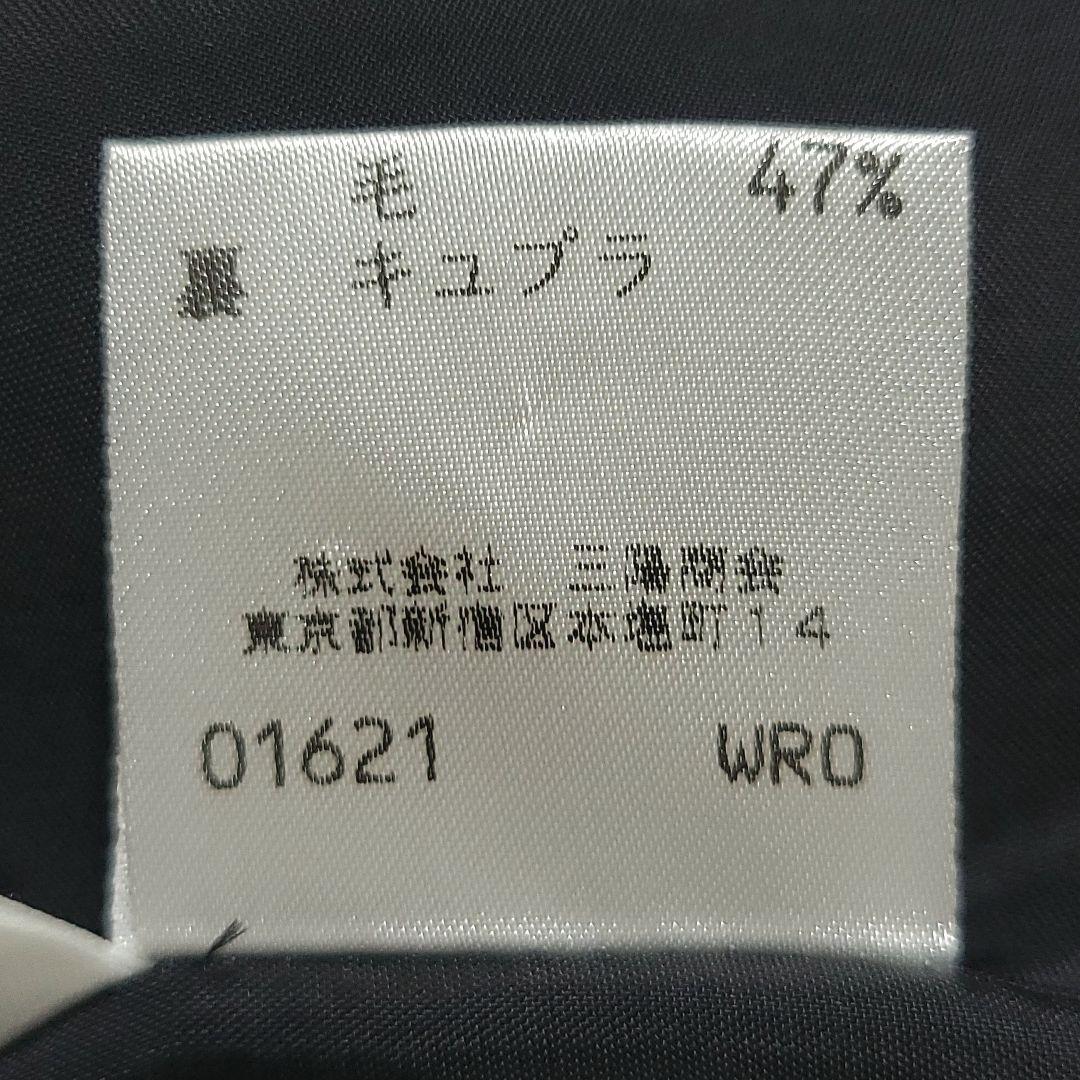 毛 47%
裏 キュプラ
株式会社 三陽商会
東京都新宿区本塩町14
01621 WRO